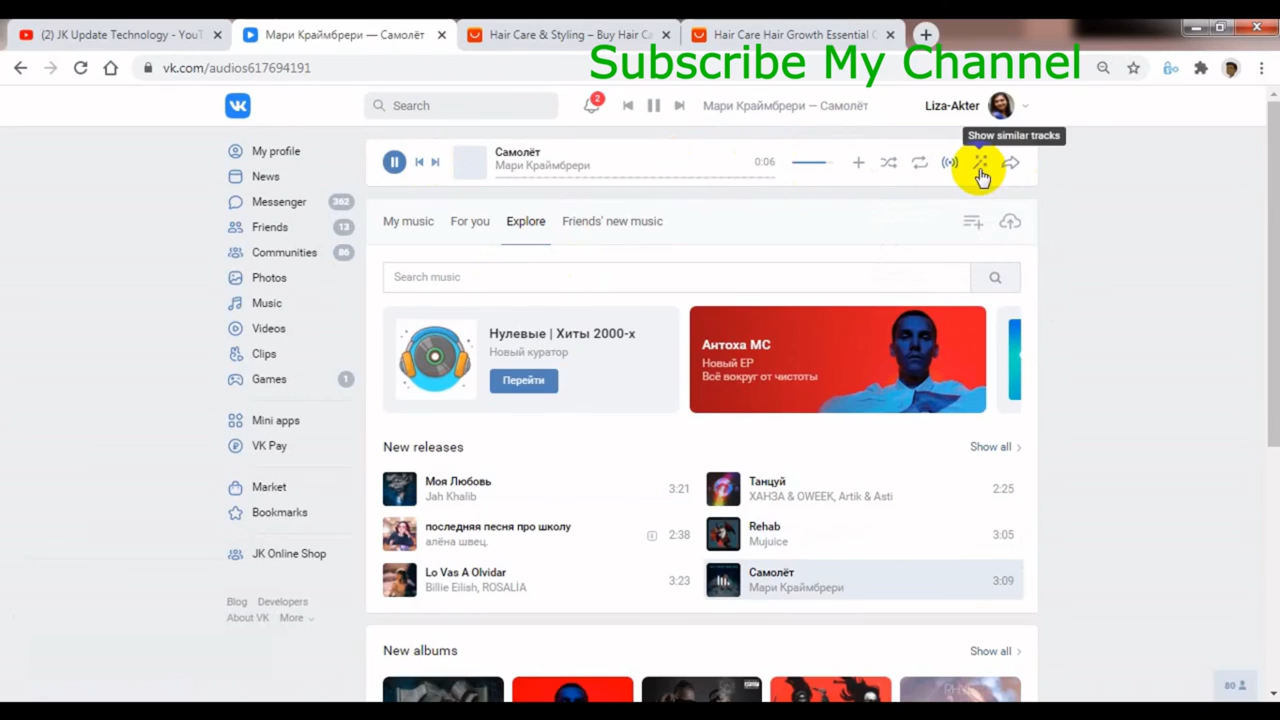 (2) JK Update Technology - YouT
Мари Краймбрери — Самолёт
Hair Care & Styling – Buy Hair Ca
Hair Care Hair Growth Essential O
Subscribe My Channel
vk.com/audios617694191
Search
2
Мари Краймбрери — Самолёт
Liza-Akter
Show similar tracks
Самолёт
Мари Краймбрери
0:06
My profile
News
Messenger 362
Friends 13
Communities 86
Photos
Music
Videos
Clips
Games 1
Mini apps
VK Pay
Market
Bookmarks
JK Online Shop
Blog Developers
About VK More
My music For you Explore Friends' new music
Search music
Нулевые | Хиты 2000-х
Новый куратор
Перейти
Антоха МС
Новый EP
Всё вокруг от чистоты
New releases
Show all
Моя Любовь
Jah Khalib
3:21
последняя песня про школу
алёна швец.
E 2:38
Lo Vas A Olvidar
Billie Eilish, ROSALÍA
3:23
Танцуй
ХАНЗА & OWEEK, Artik & Asti
2:25
Rehab
Mujuice
3:05
Самолёт
Мари Краймбрери
3:09
New albums
Show all
80